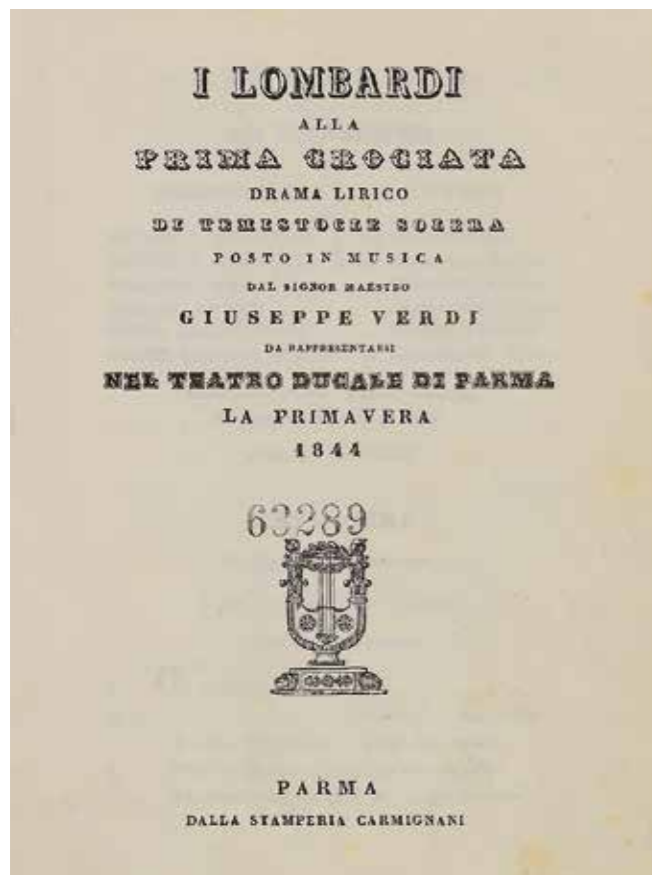 I LOMBARDI
ALLA
PRIMA CROCIATA
DRAMA LIRICO
DI TEMISTOCLE SOLERA
POSTO IN MUSICA
DAL SIGNOR MAESTRO
GIUSEPPE VERDI
DA RAPPRESENTARSI
NEL TEATRO DUCALE DI PARMA
LA PRIMAVERA
1844
63289
PARMA
DALLA STAMPERIA CARMIGNANI